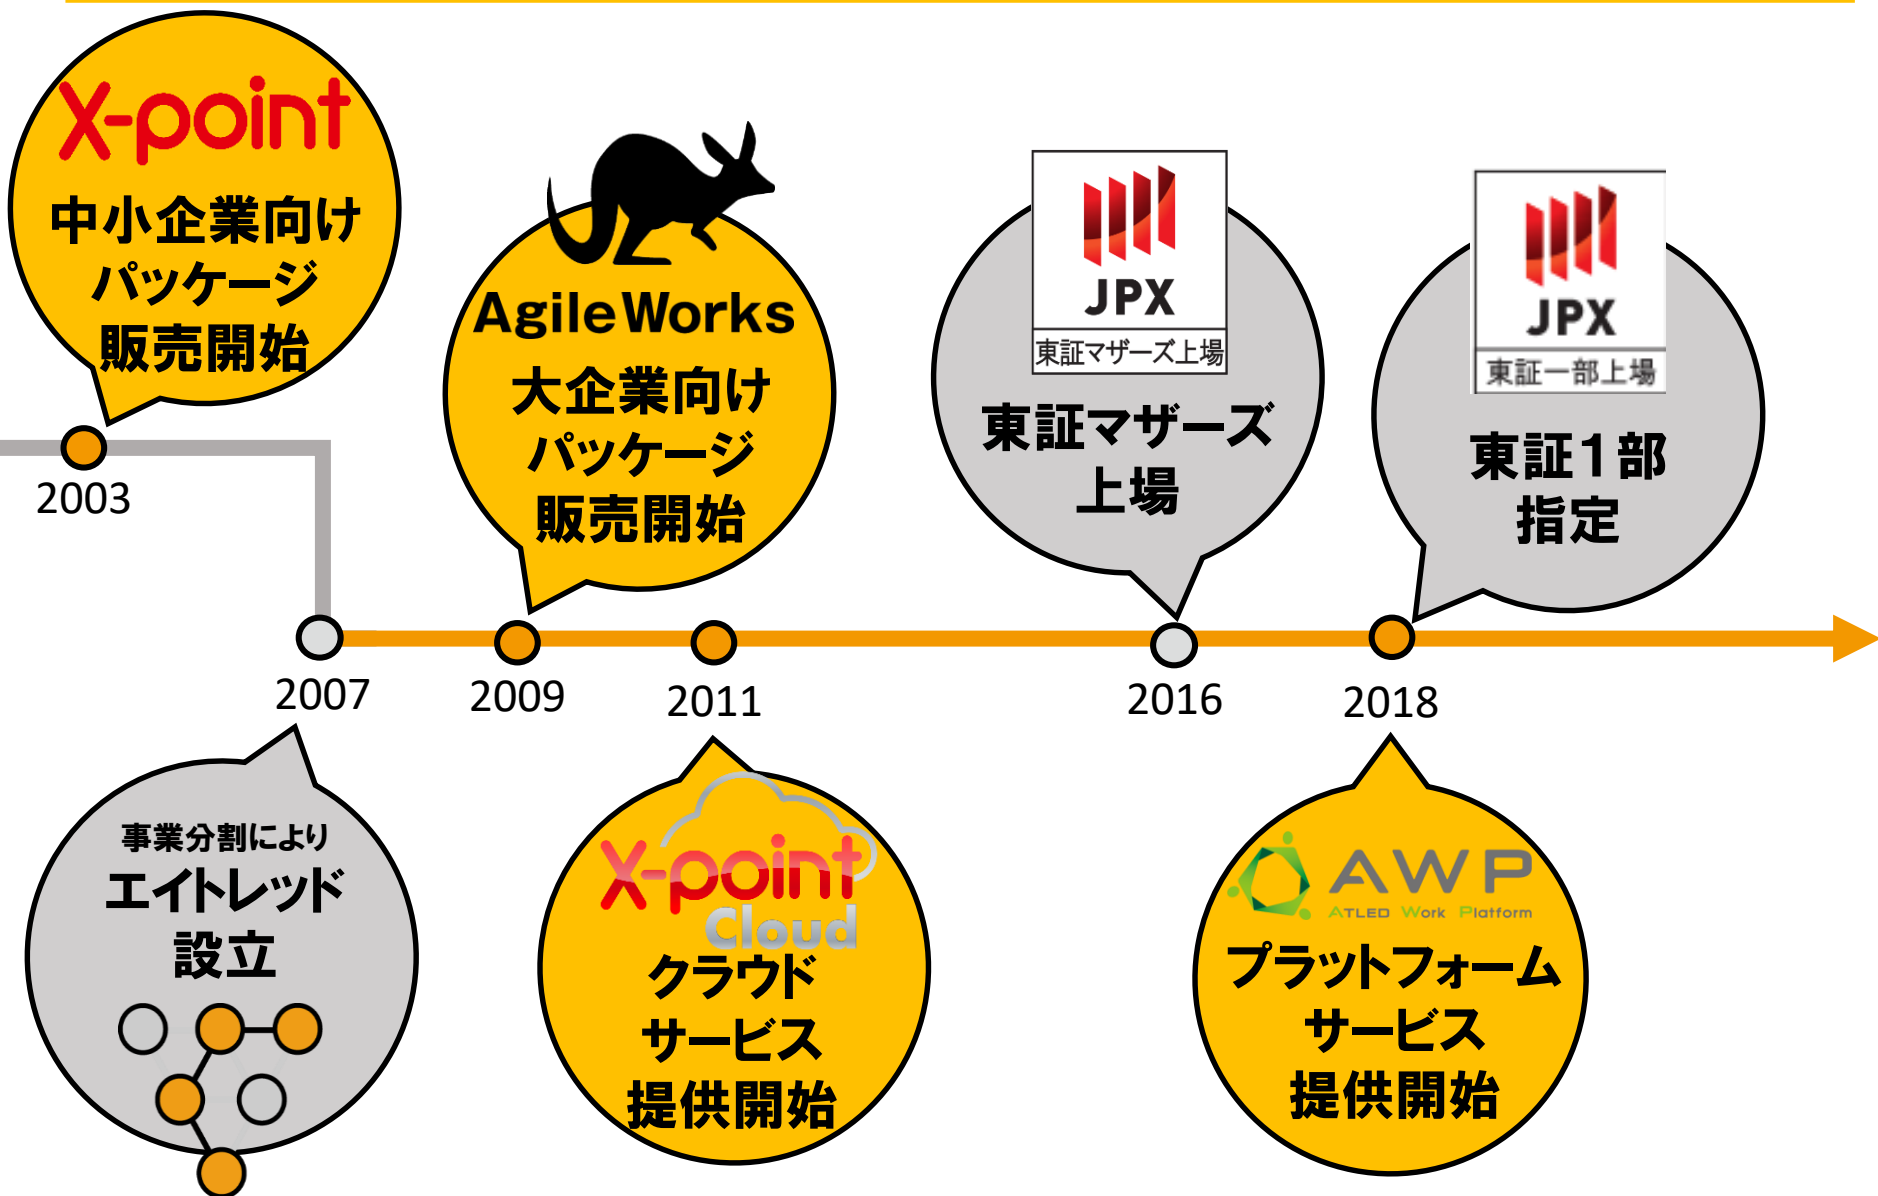 X-point
中小企業向け
パッケージ
販売開始
2003
AgileWorks
大企業向け
パッケージ
販売開始
JPX
東証マザーズ上場
東証マザーズ
上場
JPX
東証一部上場
東証1部
指定
2007
2009
2011
2016
2018
事業分割により
エイトレッド
設立
X-point
Cloud
クラウド
サービス
提供開始
AWP
ATLED Work Platform
プラットフォーム
サービス
提供開始